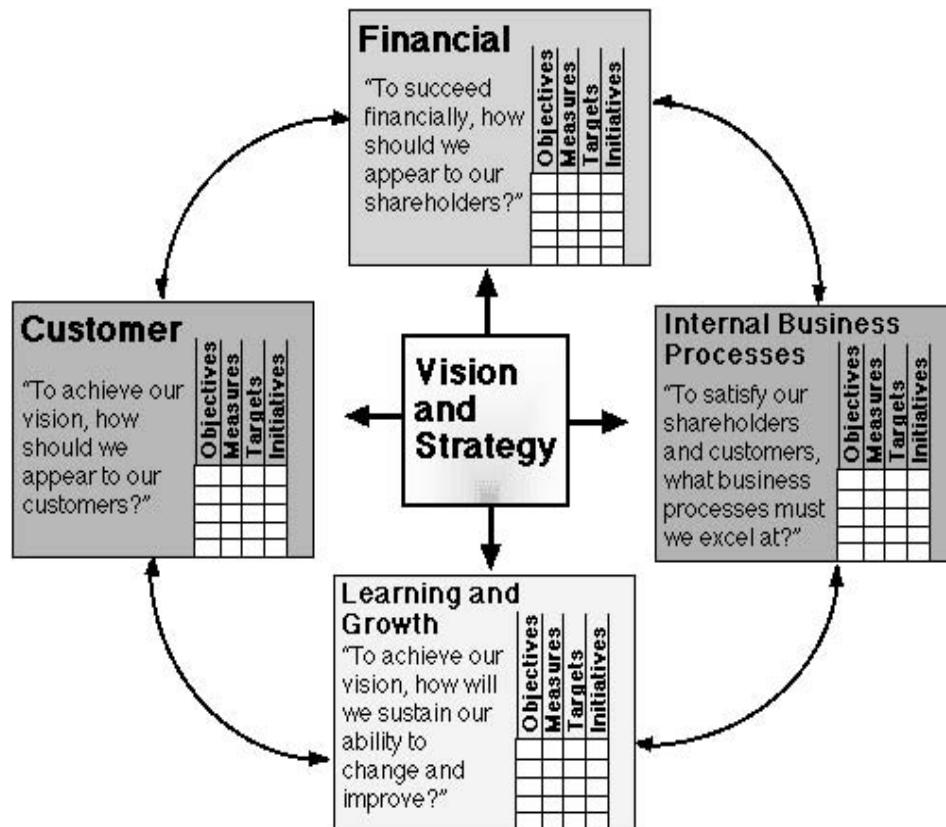 Financial
“To succeed
financially, how
should we
appear to our
shareholders?”
Objectives
Measures
Targets
Initiatives
Customer
“To achieve our
vision, how
should we
appear to our
customers?”
Objectives
Measures
Targets
Initiatives
Vision
and
Strategy
Internal Business
Processes
“To satisfy our
shareholders
and customers,
what business
processes must
we excel at?”
Objectives
Measures
Targets
Initiatives
Learning and
Growth
“To achieve our
vision, how will
we sustain our
ability to
change and
improve?”
Objectives
Measures
Targets
Initiatives